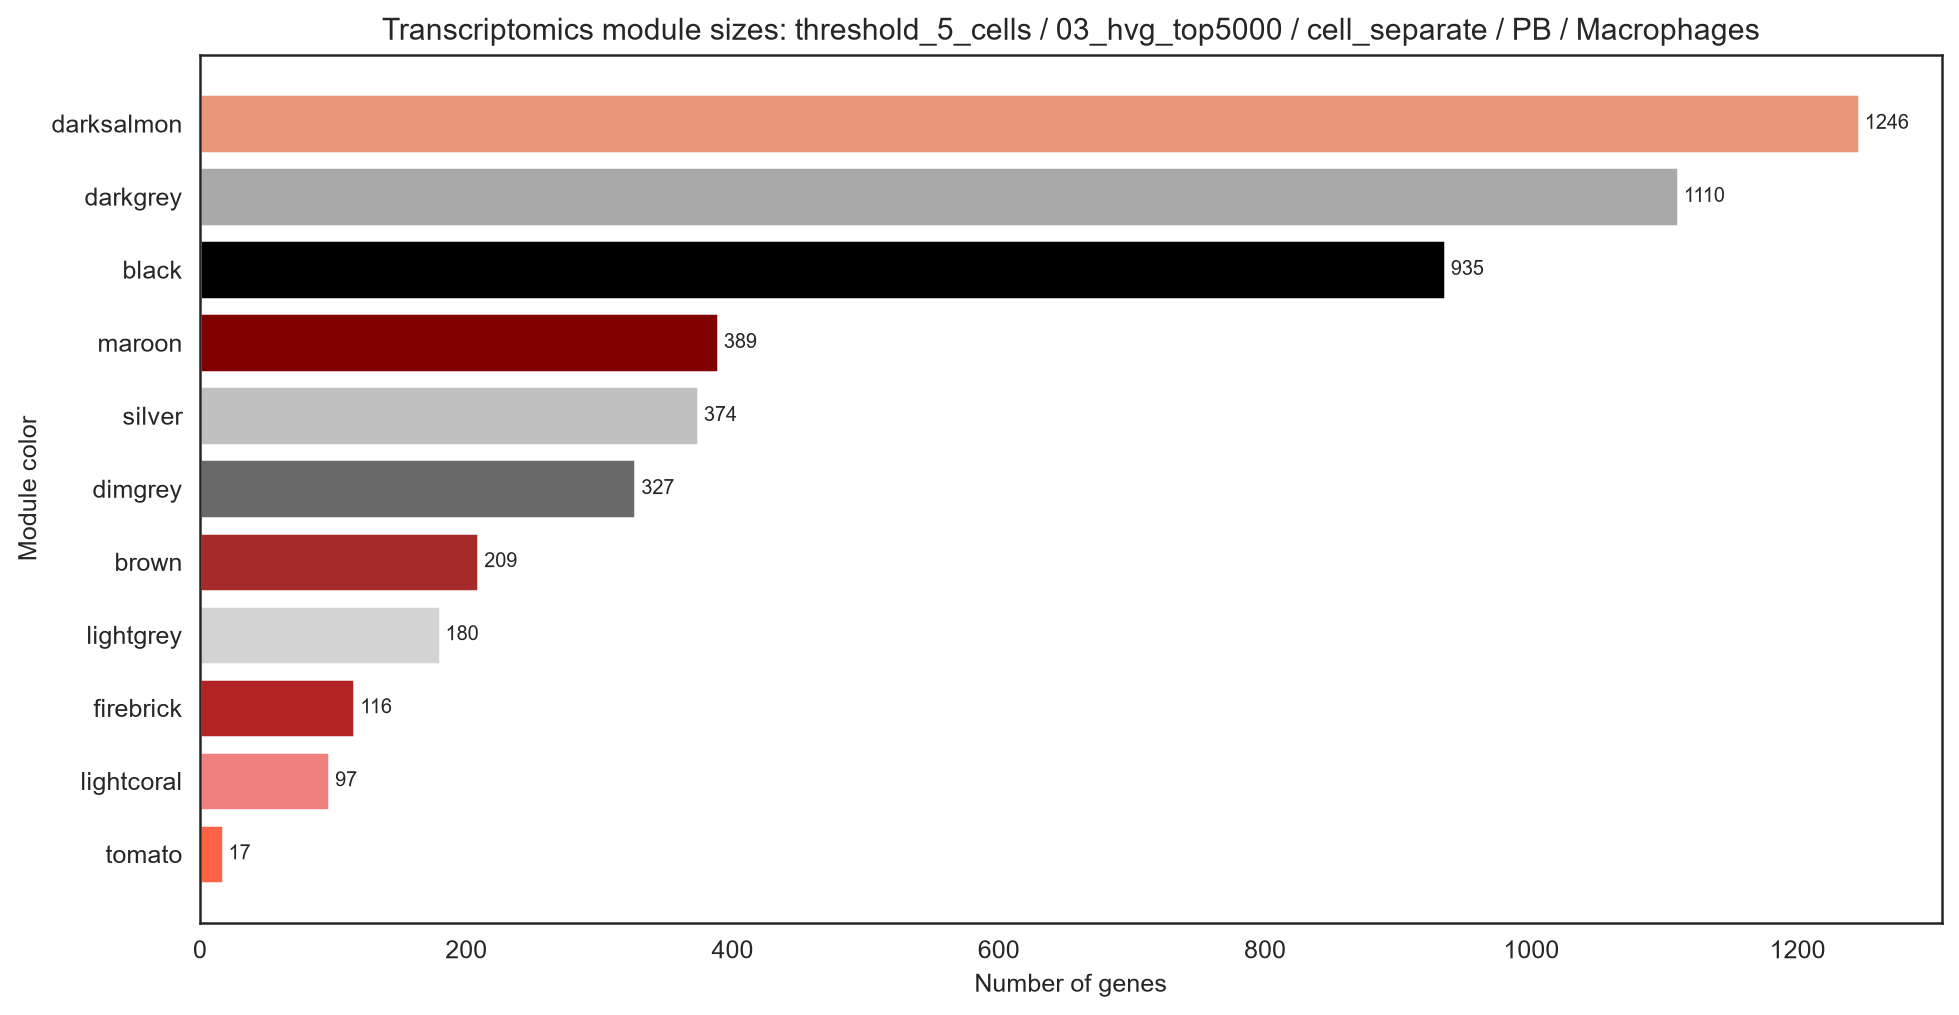 Transcriptomics module sizes: threshold_5_cells / 03_hvg_top5000 / cell_separate / PB / Macrophages
Module color
darksalmon 1246
darkgrey 1110
black 935
maroon 389
silver 374
dimgrey 327
brown 209
lightgrey 180
firebrick 116
lightcoral 97
tomato 17
0 200 400 600 800 1000 1200
Number of genes